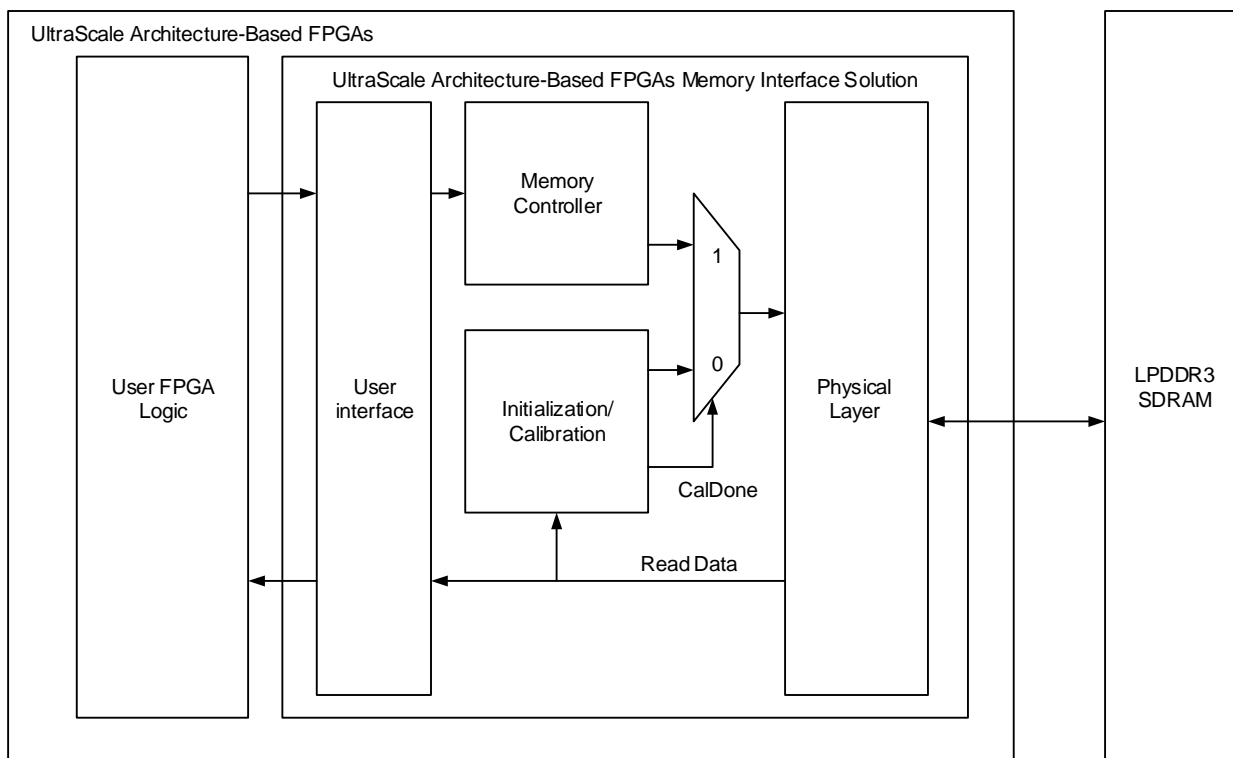 UltraScale Architecture-Based FPGAs
UltraScale Architecture-Based FPGAs Memory Interface Solution
Memory
Controller
1
0
User FPGA
Logic
User
interface
Initialization/
Calibration
Physical
Layer
LPDDR3
SDRAM
CalDone
Read Data